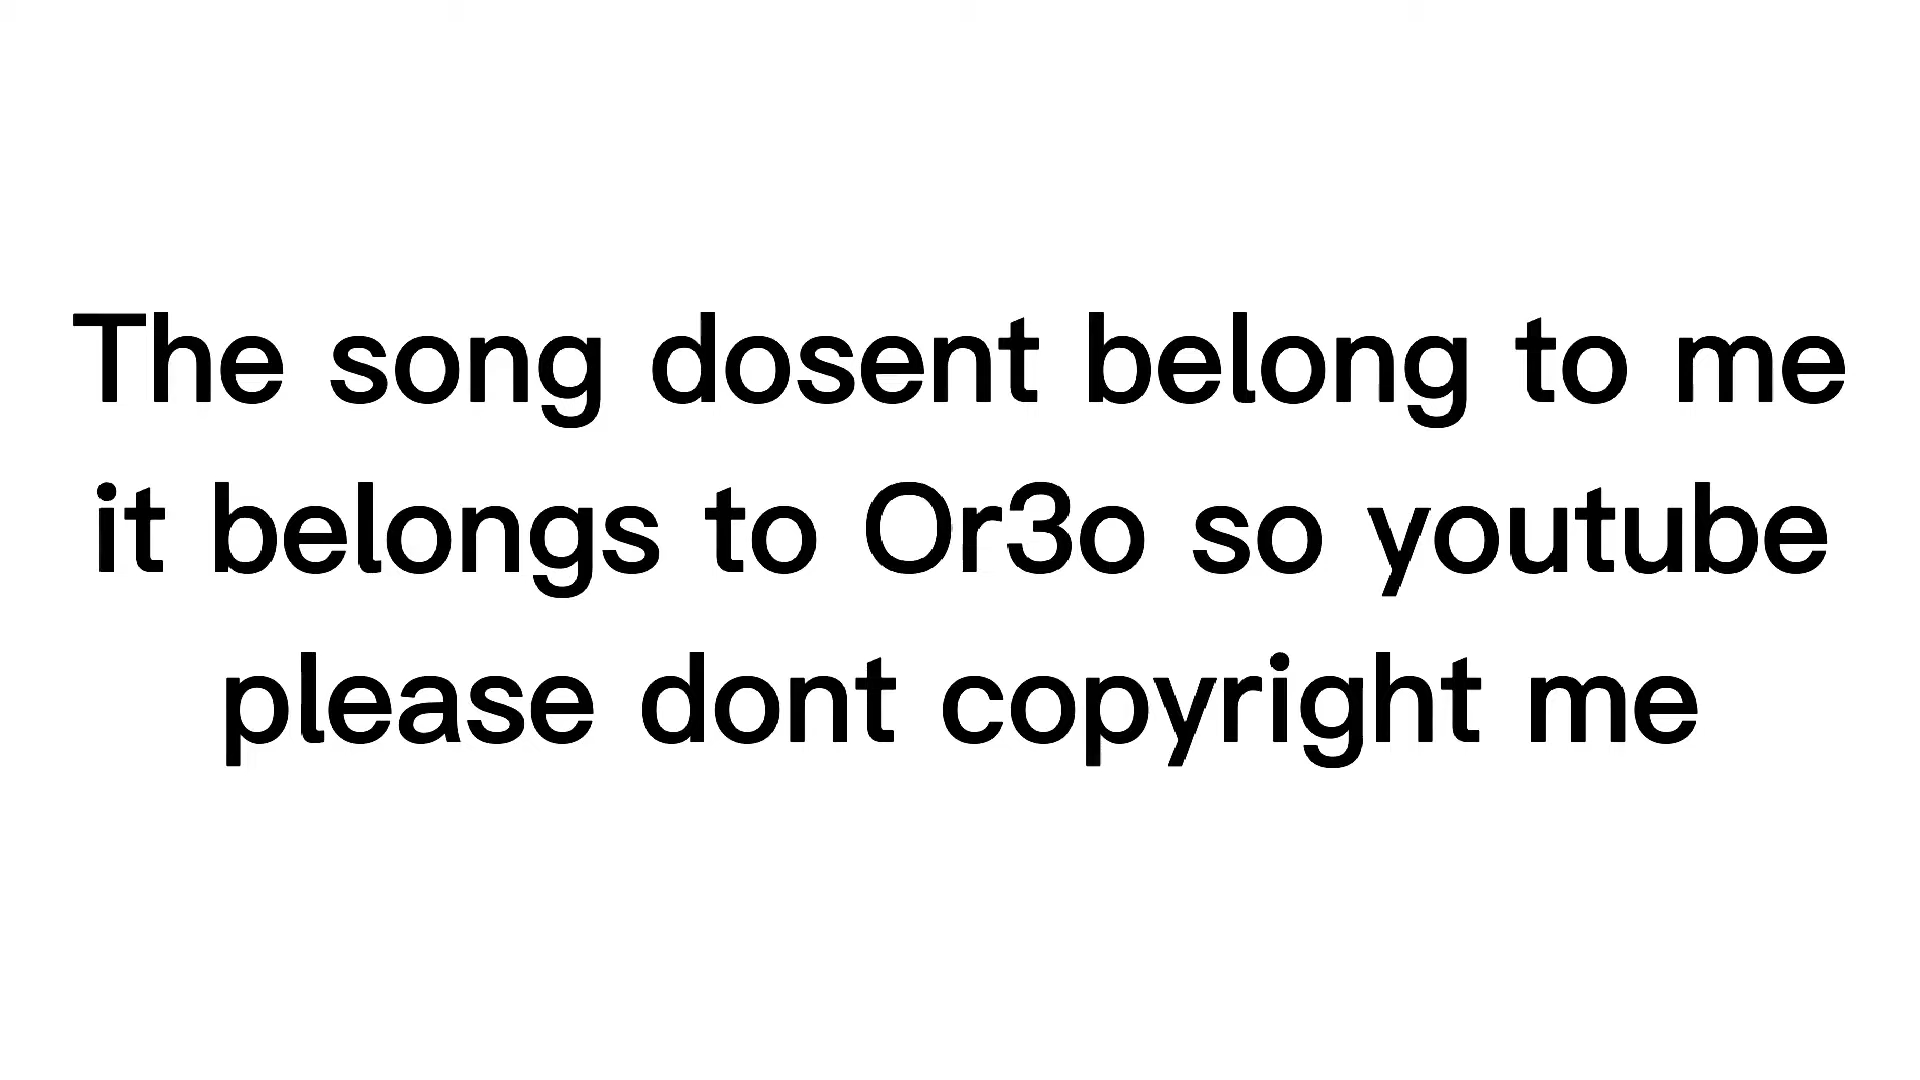 The song dosent belong to me
it belongs to Or3o so youtube
please dont copyright me